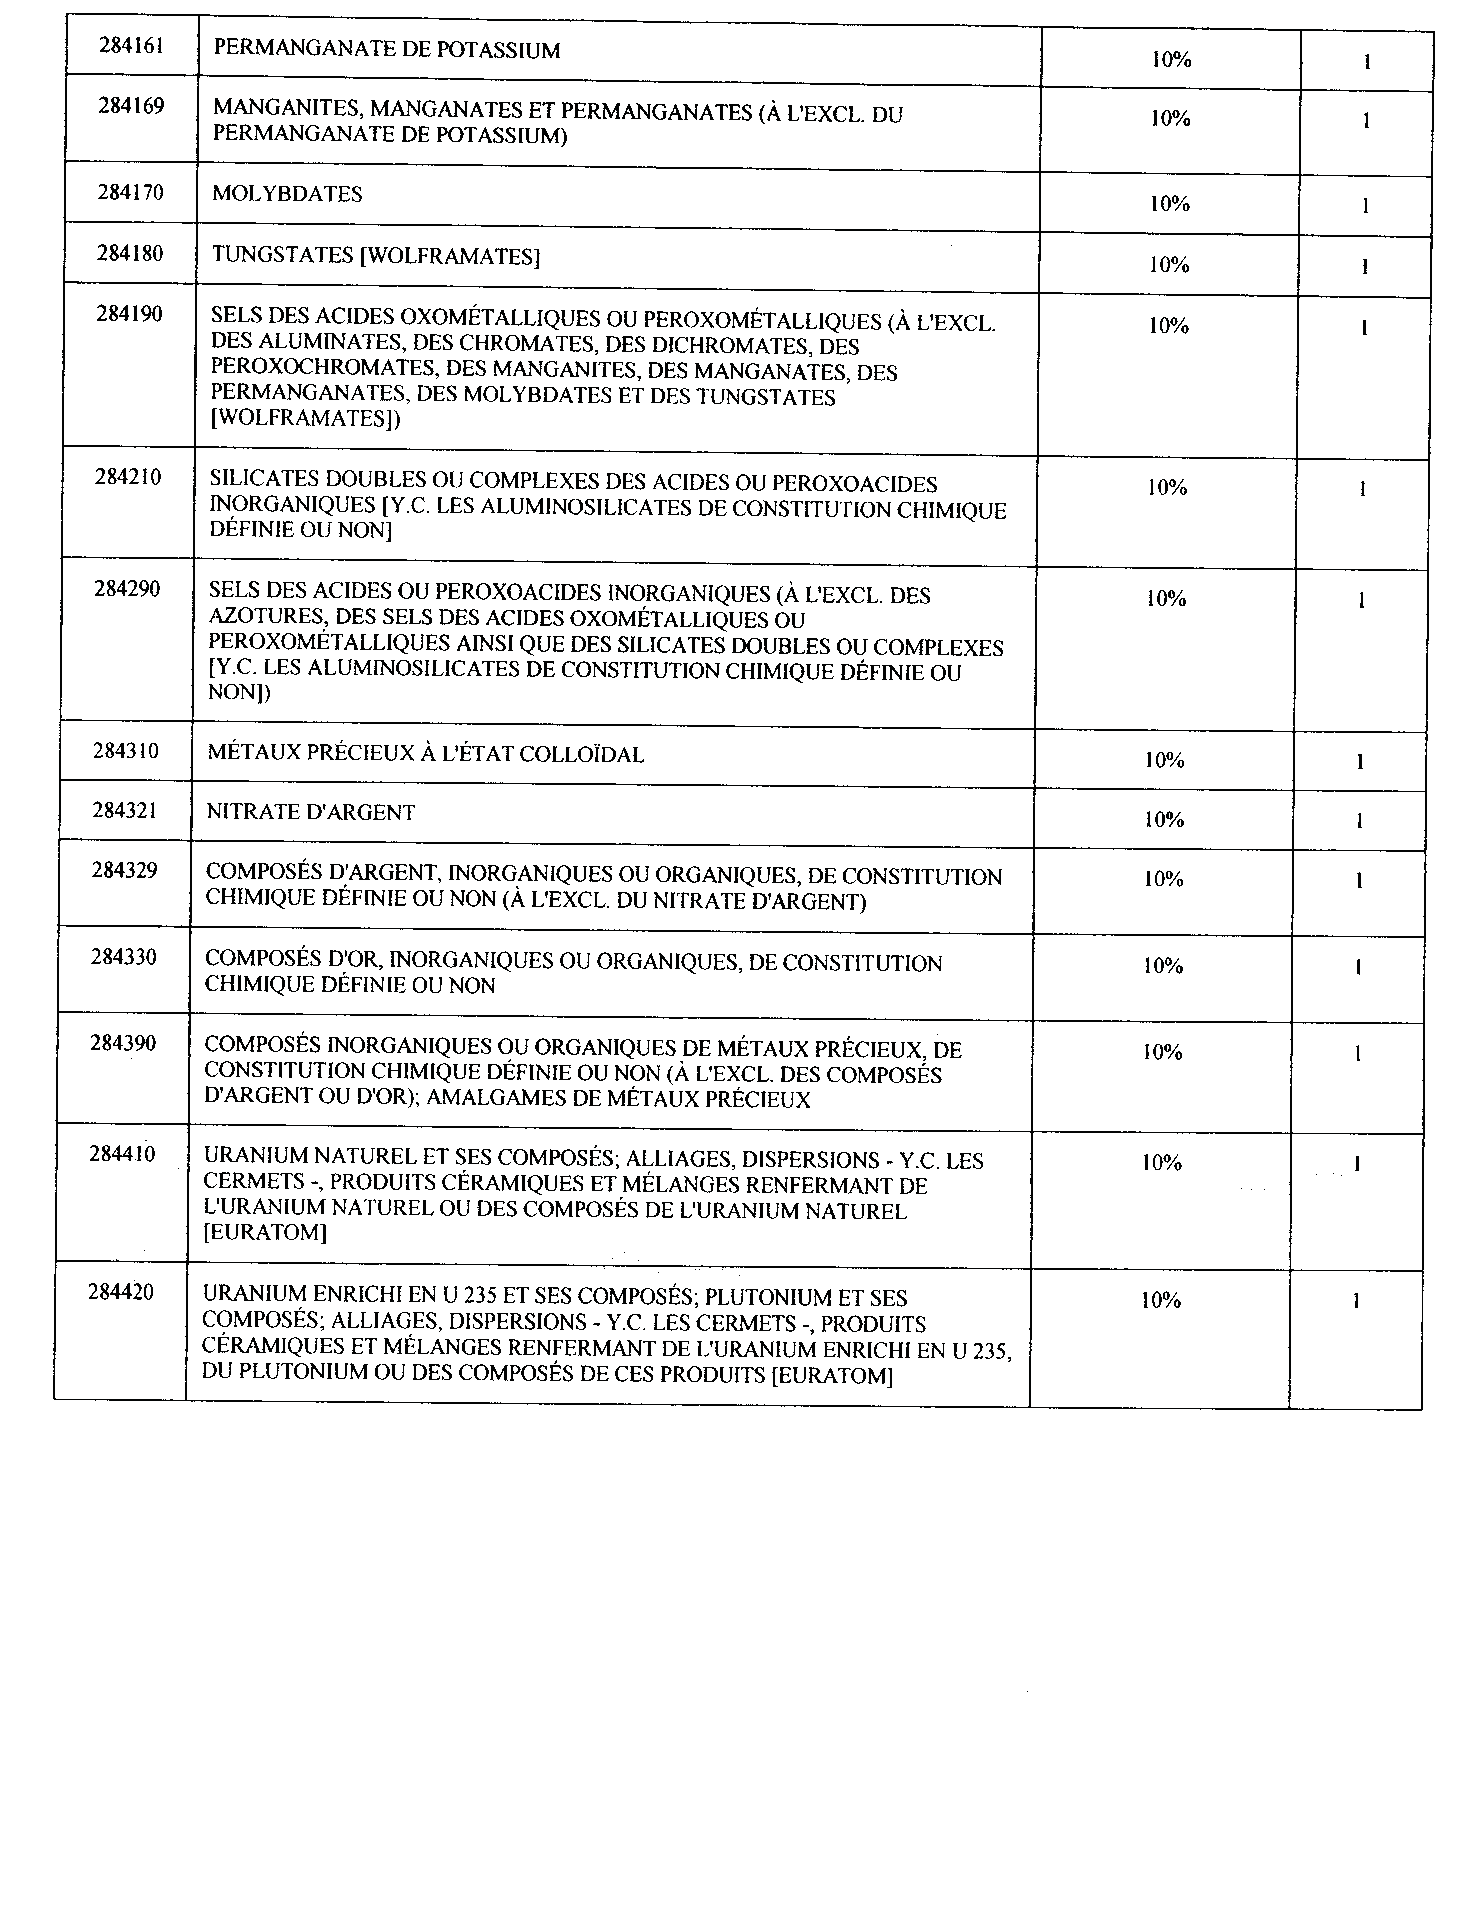 284161 PERMANGANATE DE POTASSIUM 10% 1
284169 MANGANITES, MANGANATES ET PERMANGANATES (À L'EXCL. DU 10% 1
PERMANGANATE DE POTASSIUM)
284170 MOLYBDATES 10% 1
284180 TUNGSTATES [WOLFRAMATES] 10% 1
284190 SELS DES ACIDES OXOMÉTALLIQUES OU PEROXOMÉTALLIQUES (À L'EXCL. 10% 1
DES ALUMINATES, DES CHROMATES, DES DICHROMATES, DES
PEROXOCHROMATES, DES MANGANITES, DES MANGANATES, DES
PERMANGANATES, DES MOLYBDATES ET DES TUNGSTATES
[WOLFRAMATES])
284210 SILICATES DOUBLES OU COMPLEXES DES ACIDES OU PEROXOACIDES 10% 1
INORGANIQUES [Y.C. LES ALUMINOSILICATES DE CONSTITUTION CHIMIQUE
DÉFINIE OU NON]
284290 SELS DES ACIDES OU PEROXOACIDES INORGANIQUES (À L'EXCL. DES 10% 1
AZOTURES, DES SELS DES ACIDES OXOMÉTALLIQUES OU
PEROXOMÉTALLIQUES AINSI QUE DES SILICATES DOUBLES OU COMPLEXES
[Y.C. LES ALUMINOSILICATES DE CONSTITUTION CHIMIQUE DÉFINIE OU
NON])
284310 MÉTAUX PRÉCIEUX À L'ÉTAT COLLOÏDAL 10% 1
284321 NITRATE D'ARGENT 10% 1
284329 COMPOSÉS D'ARGENT, INORGANIQUES OU ORGANIQUES, DE CONSTITUTION 10% 1
CHIMIQUE DÉFINIE OU NON (À L'EXCL. DU NITRATE D'ARGENT)
284330 COMPOSÉS D'OR, INORGANIQUES OU ORGANIQUES, DE CONSTITUTION 10% 1
CHIMIQUE DÉFINIE OU NON
284390 COMPOSÉS INORGANIQUES OU ORGANIQUES DE MÉTAUX PRÉCIEUX, DE 10% 1
CONSTITUTION CHIMIQUE DÉFINIE OU NON (À L'EXCL. DES COMPOSÉS
D'ARGENT OU D'OR); AMALGAMES DE MÉTAUX PRÉCIEUX
284410 URANIUM NATUREL ET SES COMPOSÉS; ALLIAGES, DISPERSIONS - Y.C. LES 10% 1
CERMETS -, PRODUITS CÉRAMIQUES ET MÉLANGES RENFERMANT DE
L'URANIUM NATUREL OU DES COMPOSÉS DE L'URANIUM NATUREL
[EURATOM]
284420 URANIUM ENRICHI EN U 235 ET SES COMPOSÉS; PLUTONIUM ET SES 10% 1
COMPOSÉS; ALLIAGES, DISPERSIONS - Y.C. LES CERMETS -, PRODUITS
CÉRAMIQUES ET MÉLANGES RENFERMANT DE L'URANIUM ENRICHI EN U 235,
DU PLUTONIUM OU DES COMPOSÉS DE CES PRODUITS [EURATOM]